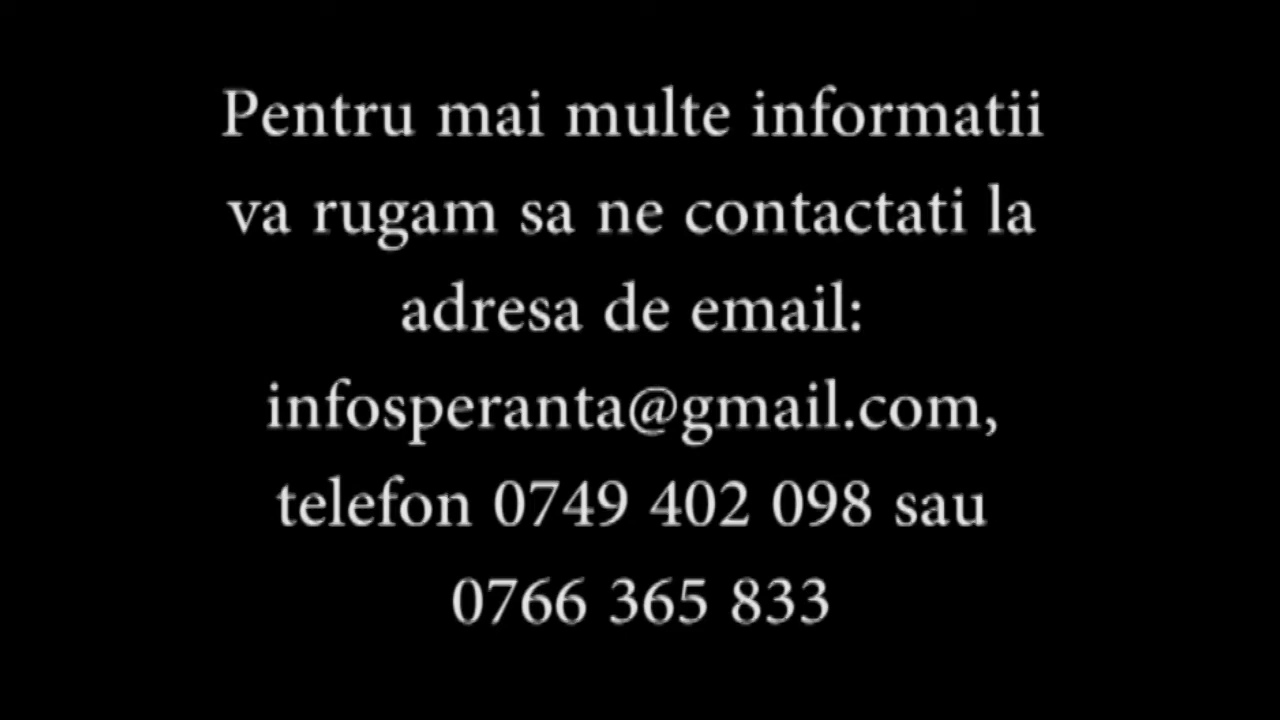 Pentru mai multe informatii
va rugam sa ne contactati la
adresa de email:
infosperanta@gmail.com,
telefon 0749 402 098 sau
0766 365 833